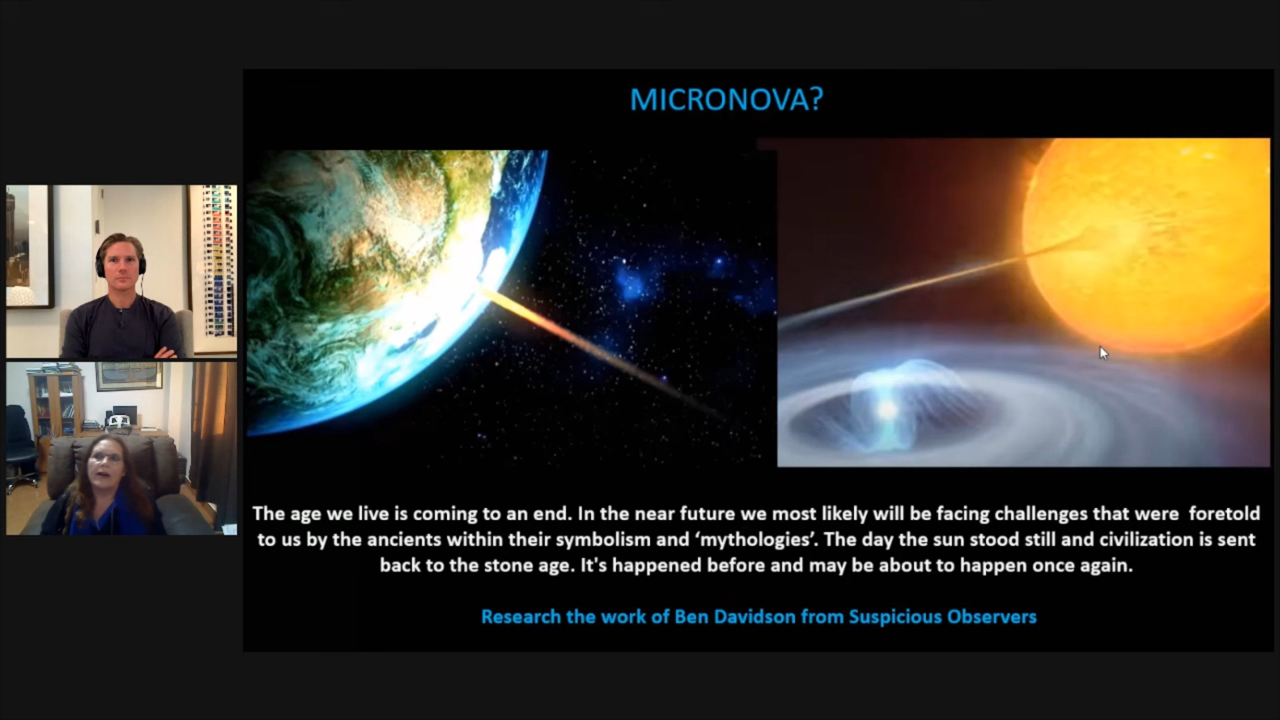 MICRONOVA?
The age we live is coming to an end. In the near future we most likely will be facing challenges that were foretold
to us by the ancients within their symbolism and ‘mythologies’. The day the sun stood still and civilization is sent
back to the stone age. It's happened before and may be about to happen once again.
Research the work of Ben Davidson from Suspicious Observers